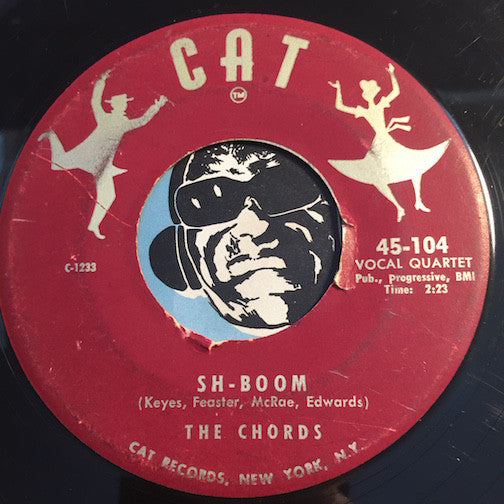 CAT
TM
C-1233
45-104
VOCAL QUARTET
Pub., progressive, BMI
Time: 2:23
SH-BOOM
(Keyes, Feaster, McRae, Edwards)
THE CHORDS
CAT RECORDS, NEW YORK, N.Y.